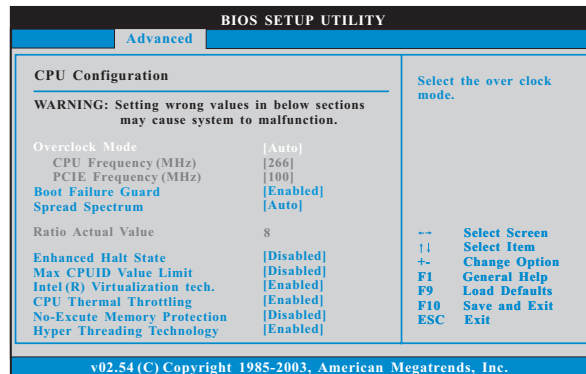 BIOS SETUP UTILITY
Advanced
CPU Configuration
WARNING: Setting wrong values in below sections
may cause system to malfunction.
Overclock Mode [Auto]
CPU Frequency (MHz) [266]
PCIE Frequency (MHz) [100]
Boot Failure Guard [Enabled]
Spread Spectrum [Auto]
Ratio Actual Value 8
Enhanced Halt State [Disabled]
Max CPUID Value Limit [Disabled]
Intel(R) Virtualization tech. [Enabled]
CPU Thermal Throttling [Enabled]
No-Excute Memory Protection [Disabled]
Hyper Threading Technology [Enabled]
Select the over clock
mode.
←→ Select Screen
↑↓ Select Item
+- Change Option
F1 General Help
F9 Load Defaults
F10 Save and Exit
ESC Exit
v02.54 (C) Copyright 1985-2003, American Megatrends, Inc.